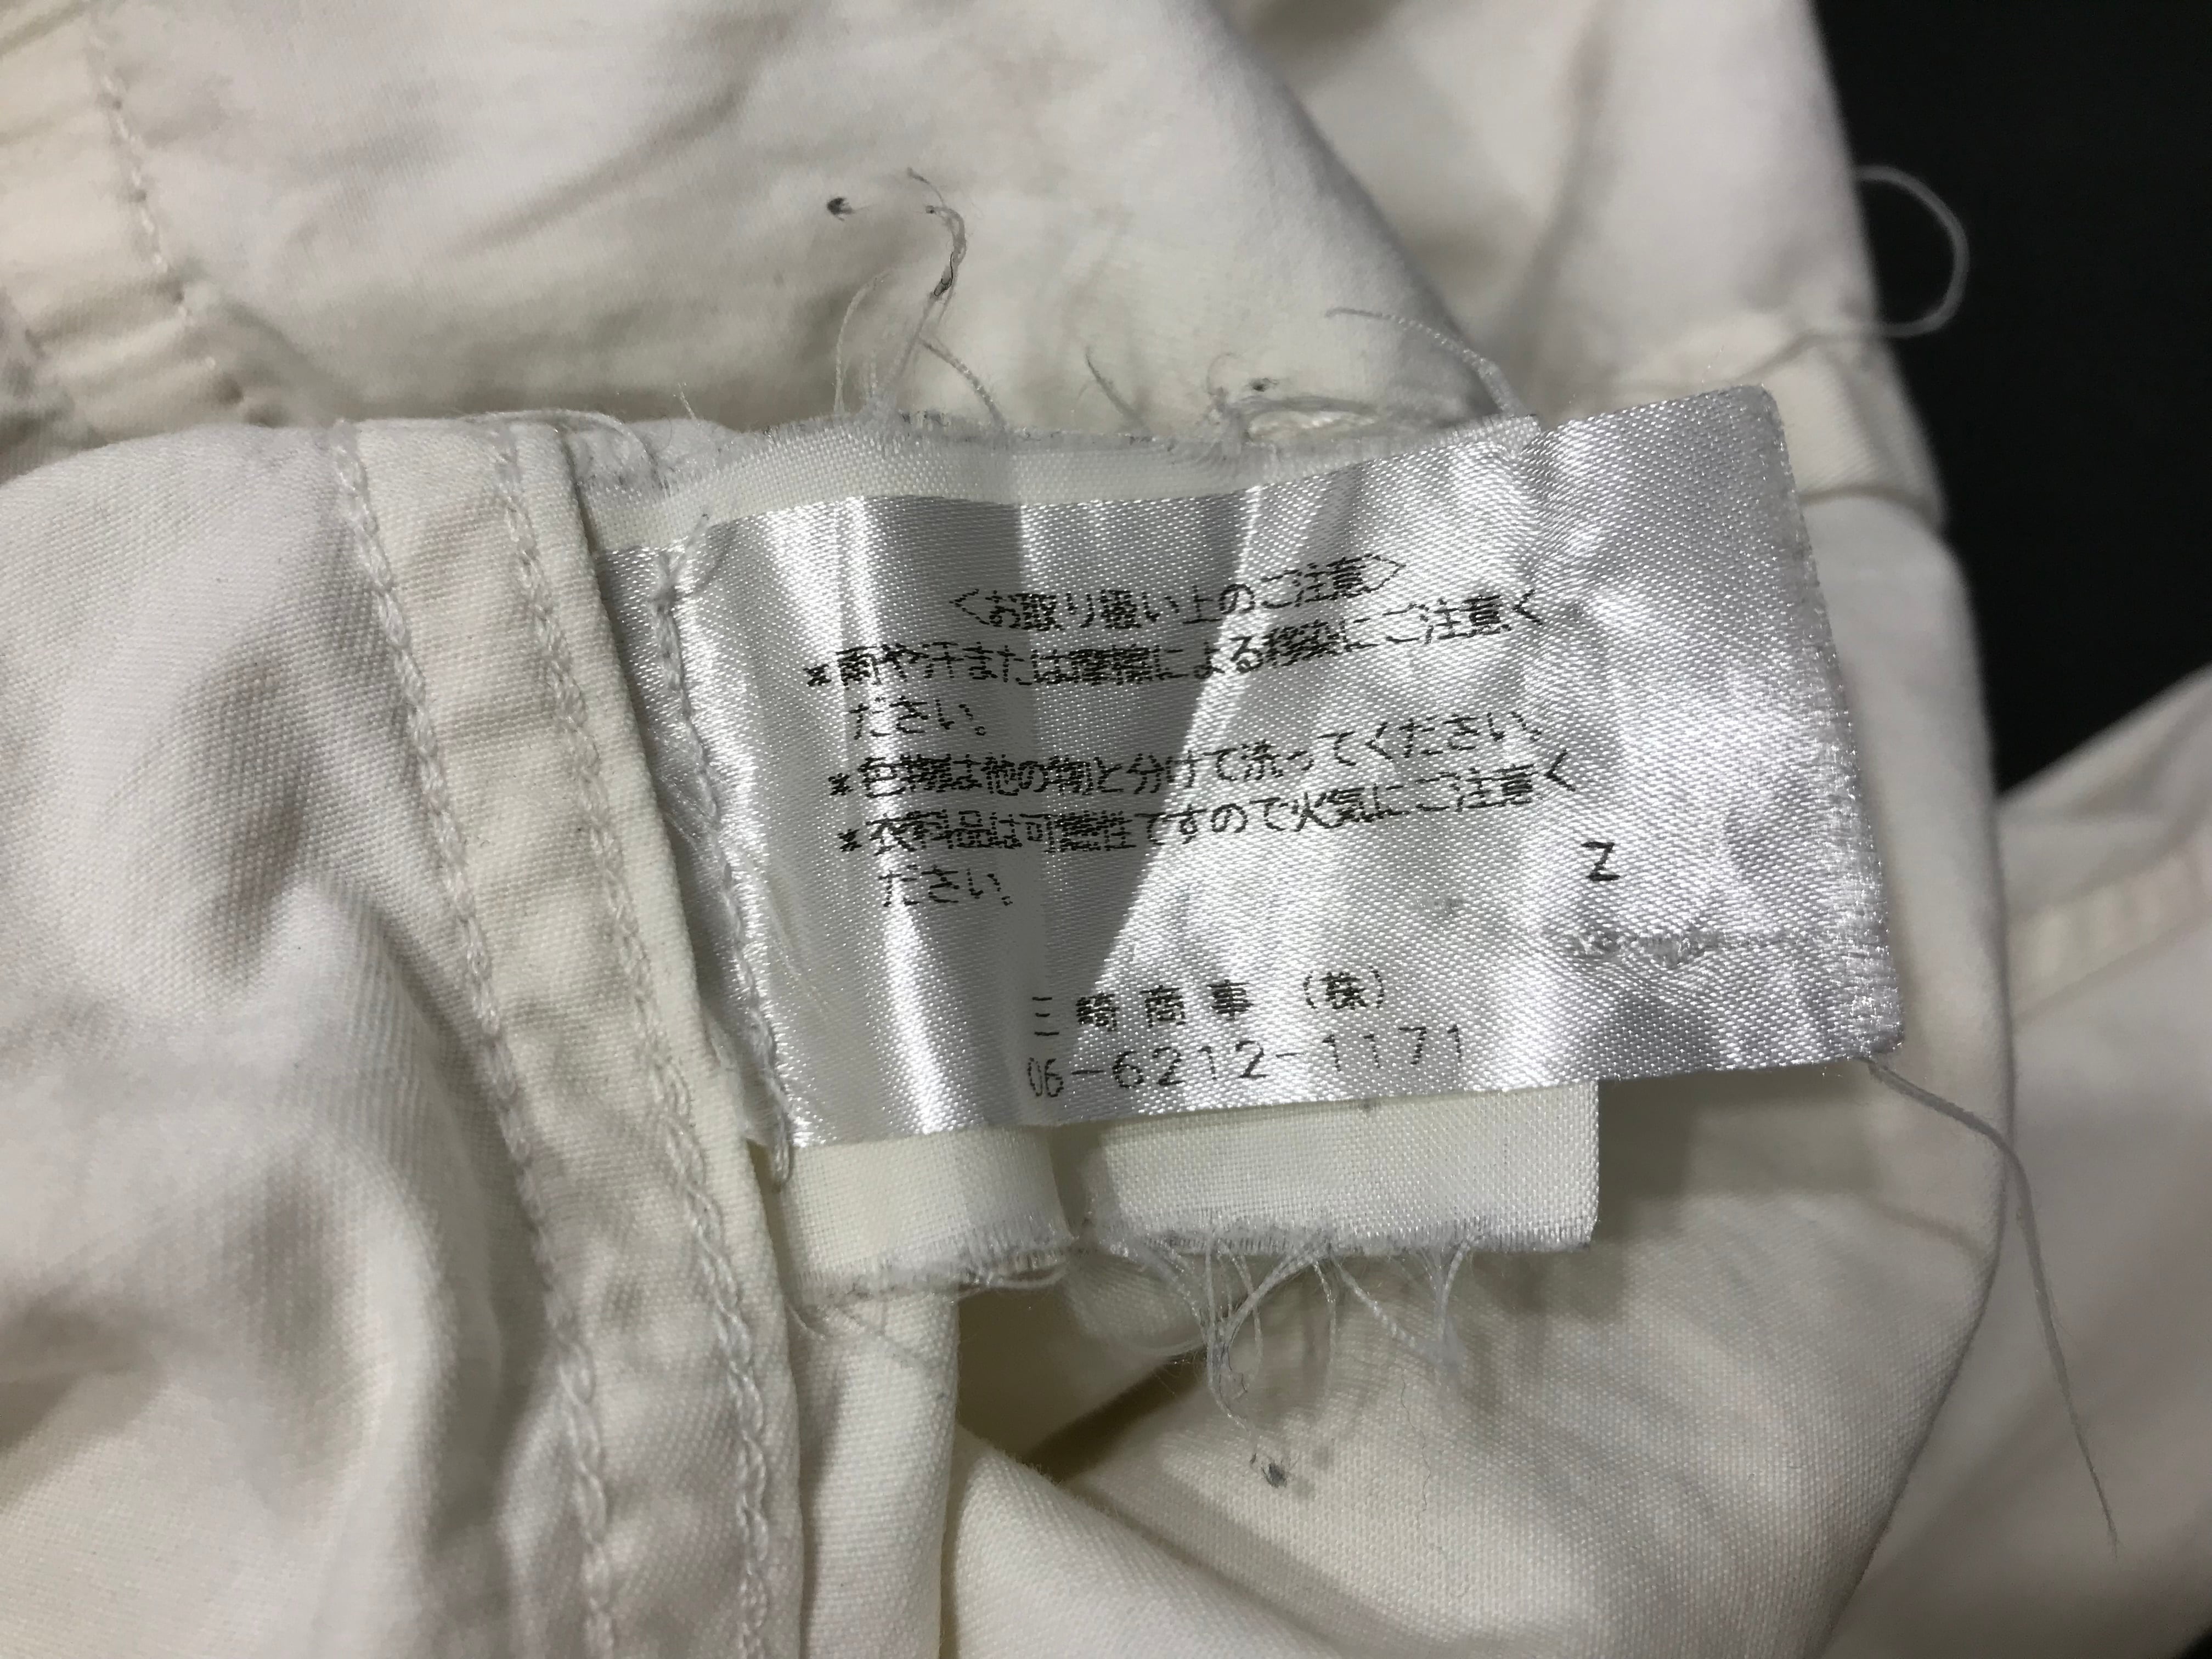 〈お取り扱い上のご注意〉
*雨や汗または摩擦による移染にご注意く
ださい。
*色物は他の物と分けて洗ってください。
*衣料品は可燃性ですので火気にご注意く
ださい。
Z
三崎商事(株)
06-6212-1171